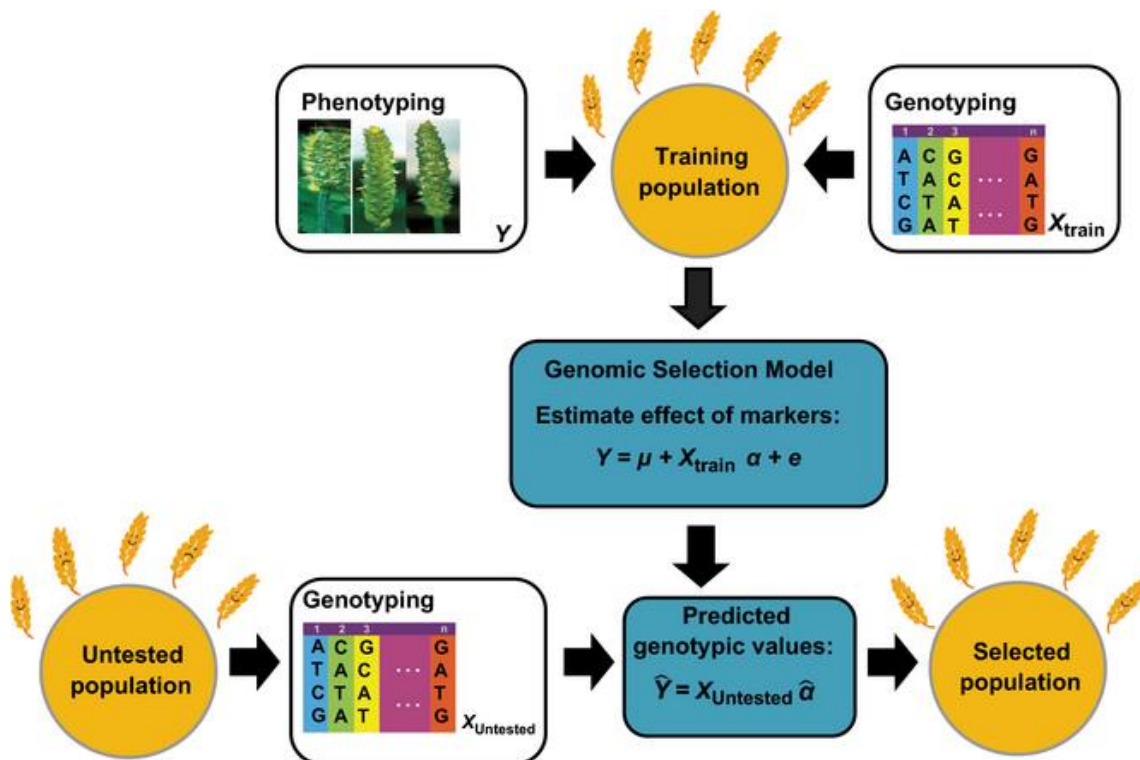 Phenotyping
Y
Training
population
Genotyping
1 2 3 n
A C G G
T A C ... A
C T A T
G A T ... G
X_train
Genomic Selection Model
Estimate effect of markers:
Y = μ + X_train α + e
Untested
population
Genotyping
1 2 3 n
A C G G
T A C ... A
C T A T
G A T ... G
X_Untested
Predicted
genotypic values:
Ŷ = X_Untested α̂
Selected
population